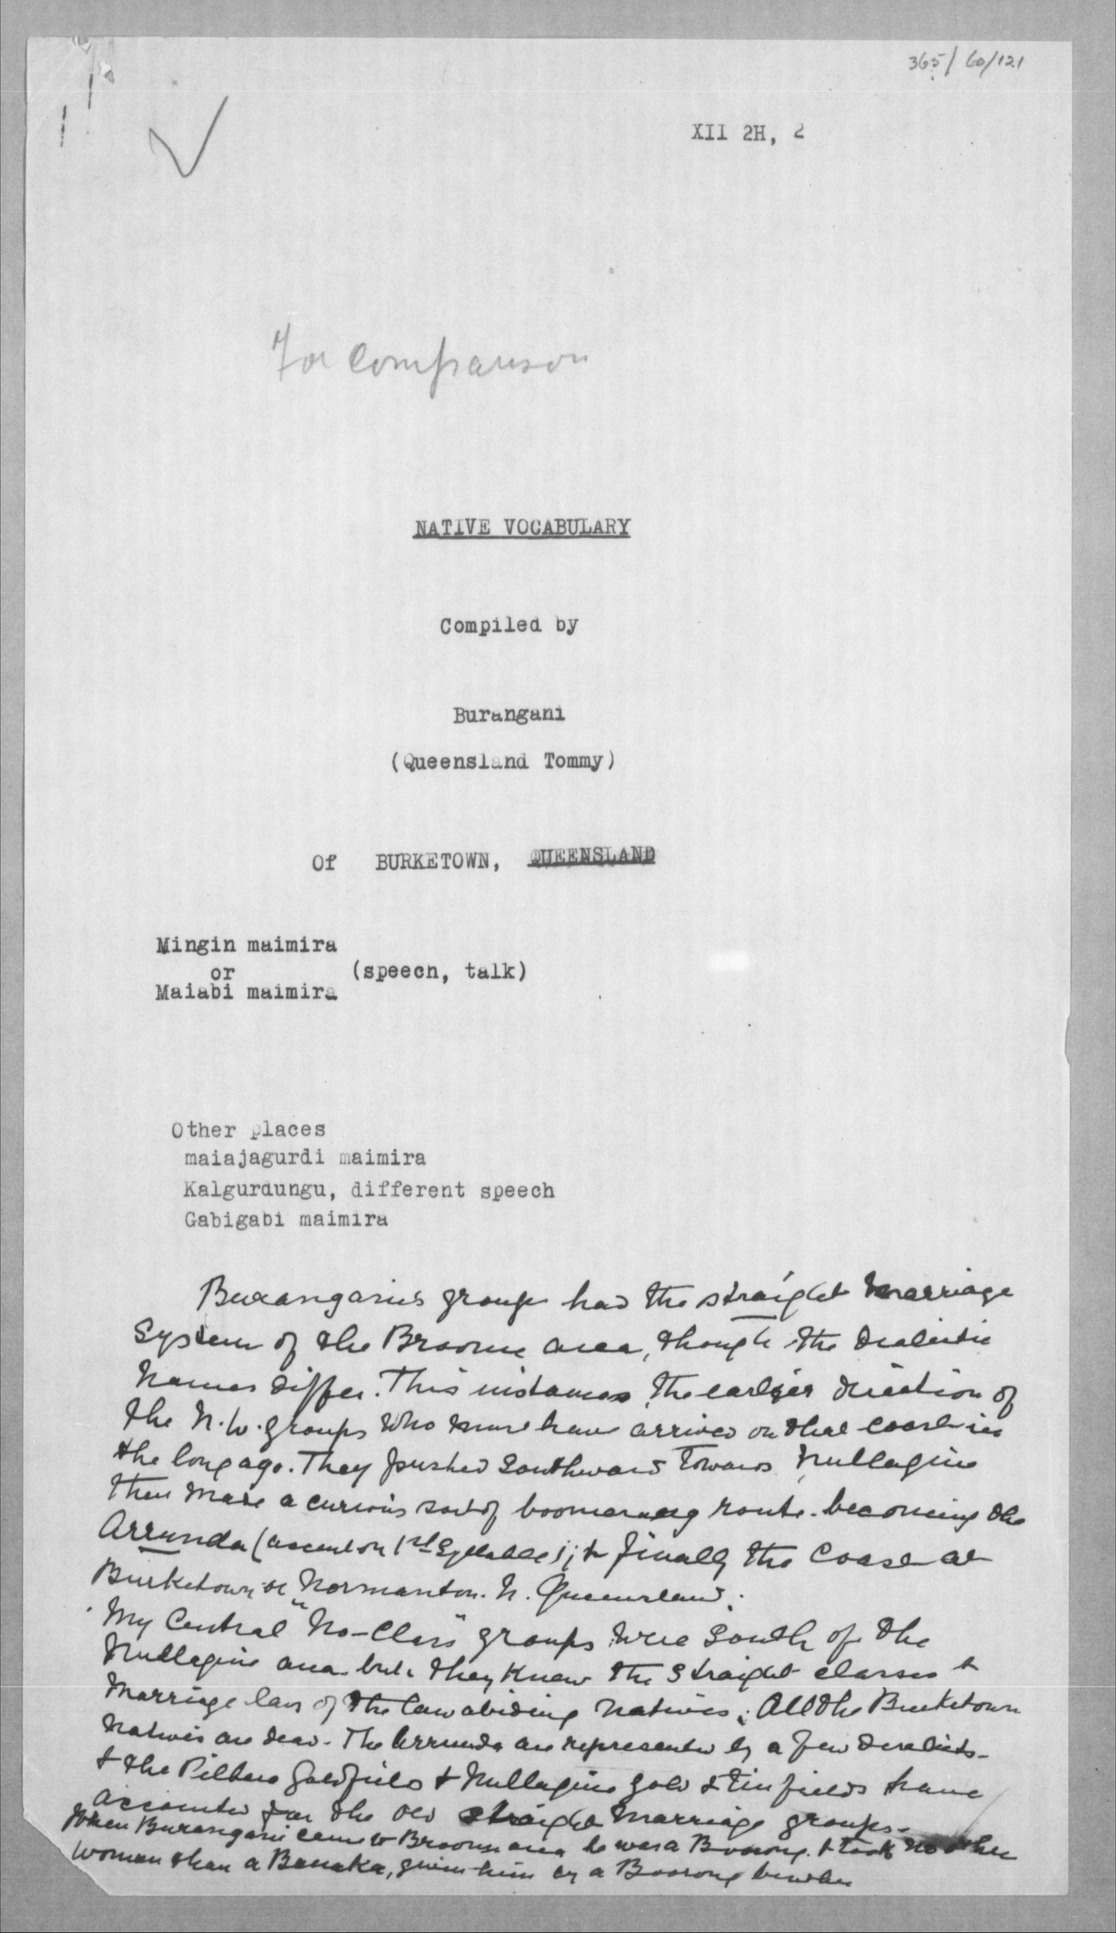 365/60/121
XII 2H, 2
For Comparison
NATIVE VOCABULARY
Compiled by
Burangani
(Queensland Tommy)
Of BURKETOWN, QUEENSLAND
Mingin maimira
or (speech, talk)
Maiabi maimira
Other places
maiajagurdi maimira
Kalgurdungu, different speech
Gabigabi maimira
Burangani's group had the straight marriage
system of the Broome area, though the dialectic
names differ. This instances the earlier direction of
the N.W. groups who must have arrived on that coast in
the long ago. They pushed Southward towards Nullagine
then made a curious sort of boomerang route becoming the
Arrunda (accent on 1st Syllable); & finally the Coast at
Burketown or Normanton. N. Queensland.
My Central "No-Class" groups were South of the
Nullagine area but they knew the Straight classes &
Marriage laws of the law abiding natives. All the Burketown
natives are dead. The Arrunda are represented by a few derelicts
& the Pilbara Goldfields & Nullagine gold & tin fields have
accounted for the old straight marriage groups.
When Burangani came to Broome area he was a Boorong & took no other
woman than a Banaka, given him by a Boorong brother